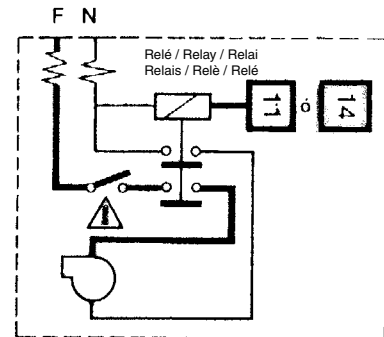 F N
Relé / Relay / Relai
Relais / Relè / Relé
11 ó 14